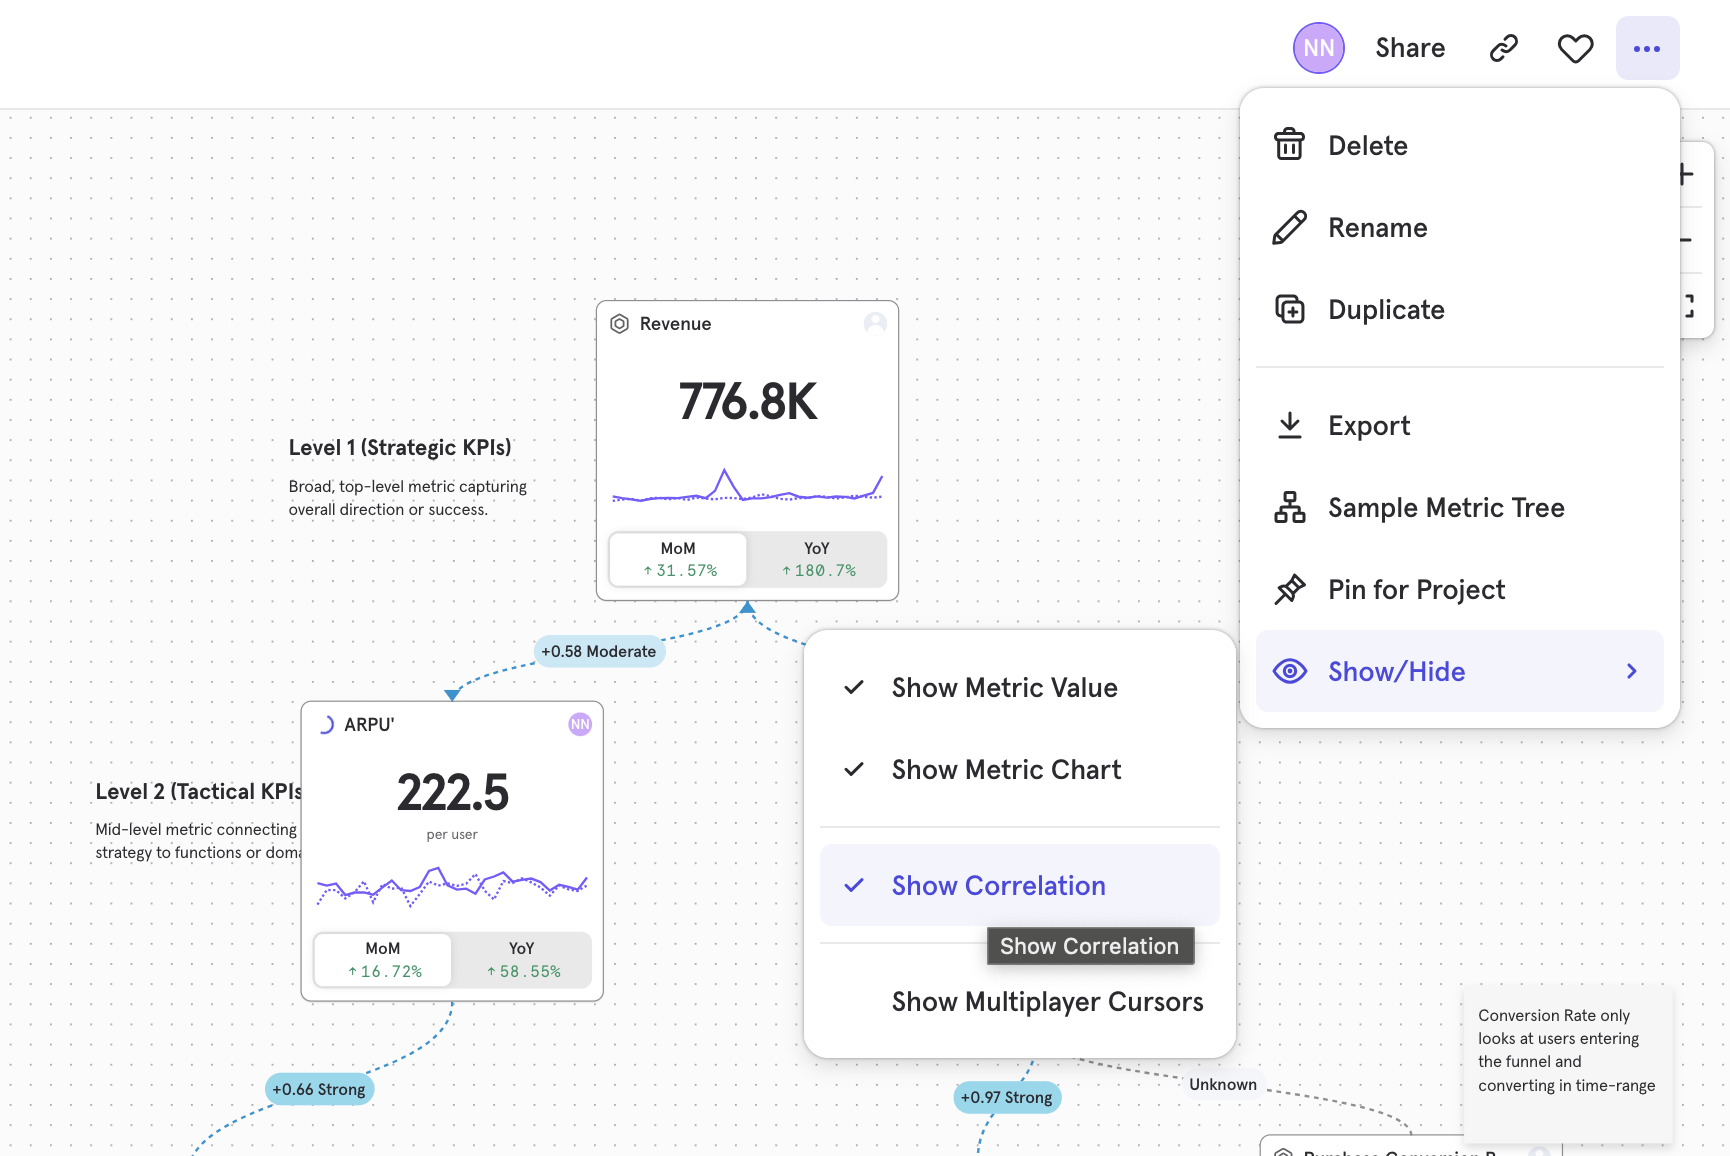 NN
Share
Delete
Rename
Duplicate
Export
Sample Metric Tree
Pin for Project
Show/Hide
Revenue
776.8K
MoM
↑31.57%
YoY
↑180.7%
Level 1 (Strategic KPIs)
Broad, top-level metric capturing
overall direction or success.
+0.58 Moderate
Show Metric Value
Show Metric Chart
Show Correlation
Show Correlation
Show Multiplayer Cursors
ARPU'
NN
222.5
per user
MoM
↑16.72%
YoY
↑58.55%
Level 2 (Tactical KPIs
Mid-level metric connecting
strategy to functions or
+0.66 Strong
+0.97 Strong
Unknown
Conversion Rate only
looks at users entering
the funnel and
converting in time-range
Purchase Conversion